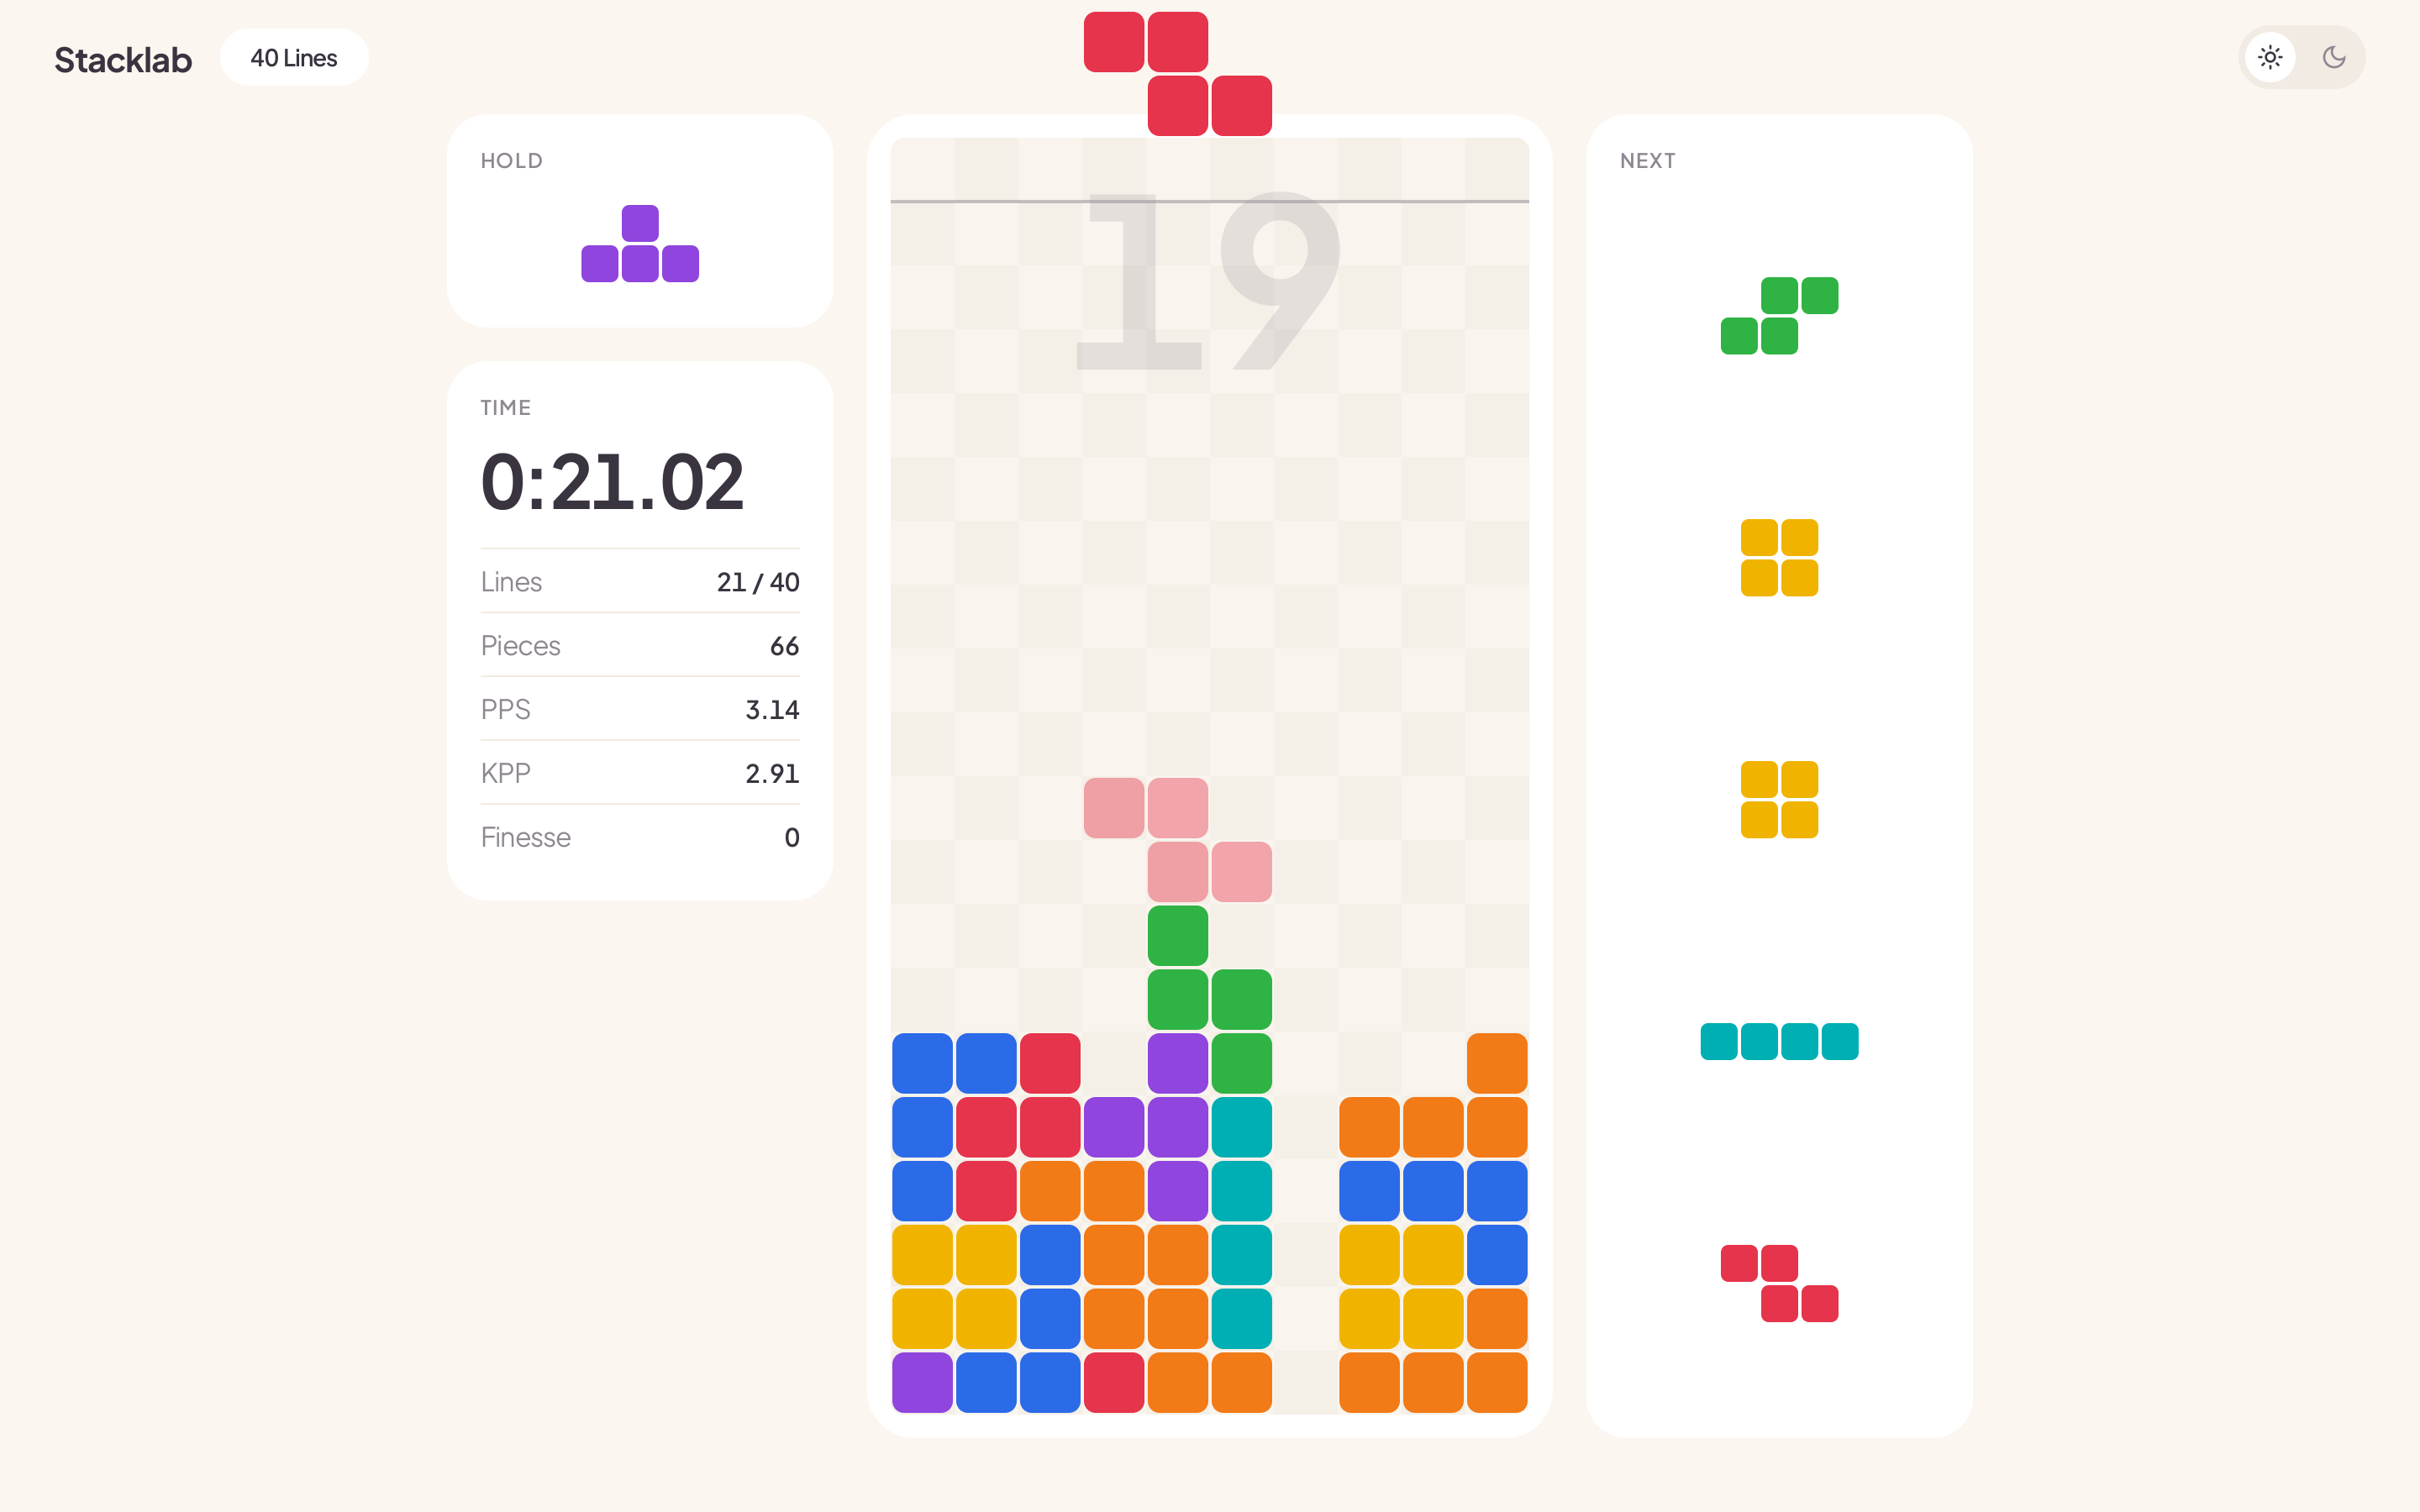 Stacklab
40 Lines
HOLD
TIME
0:21.02
Lines 21 / 40
Pieces 66
PPS 3.14
KPP 2.91
Finesse 0
19
NEXT